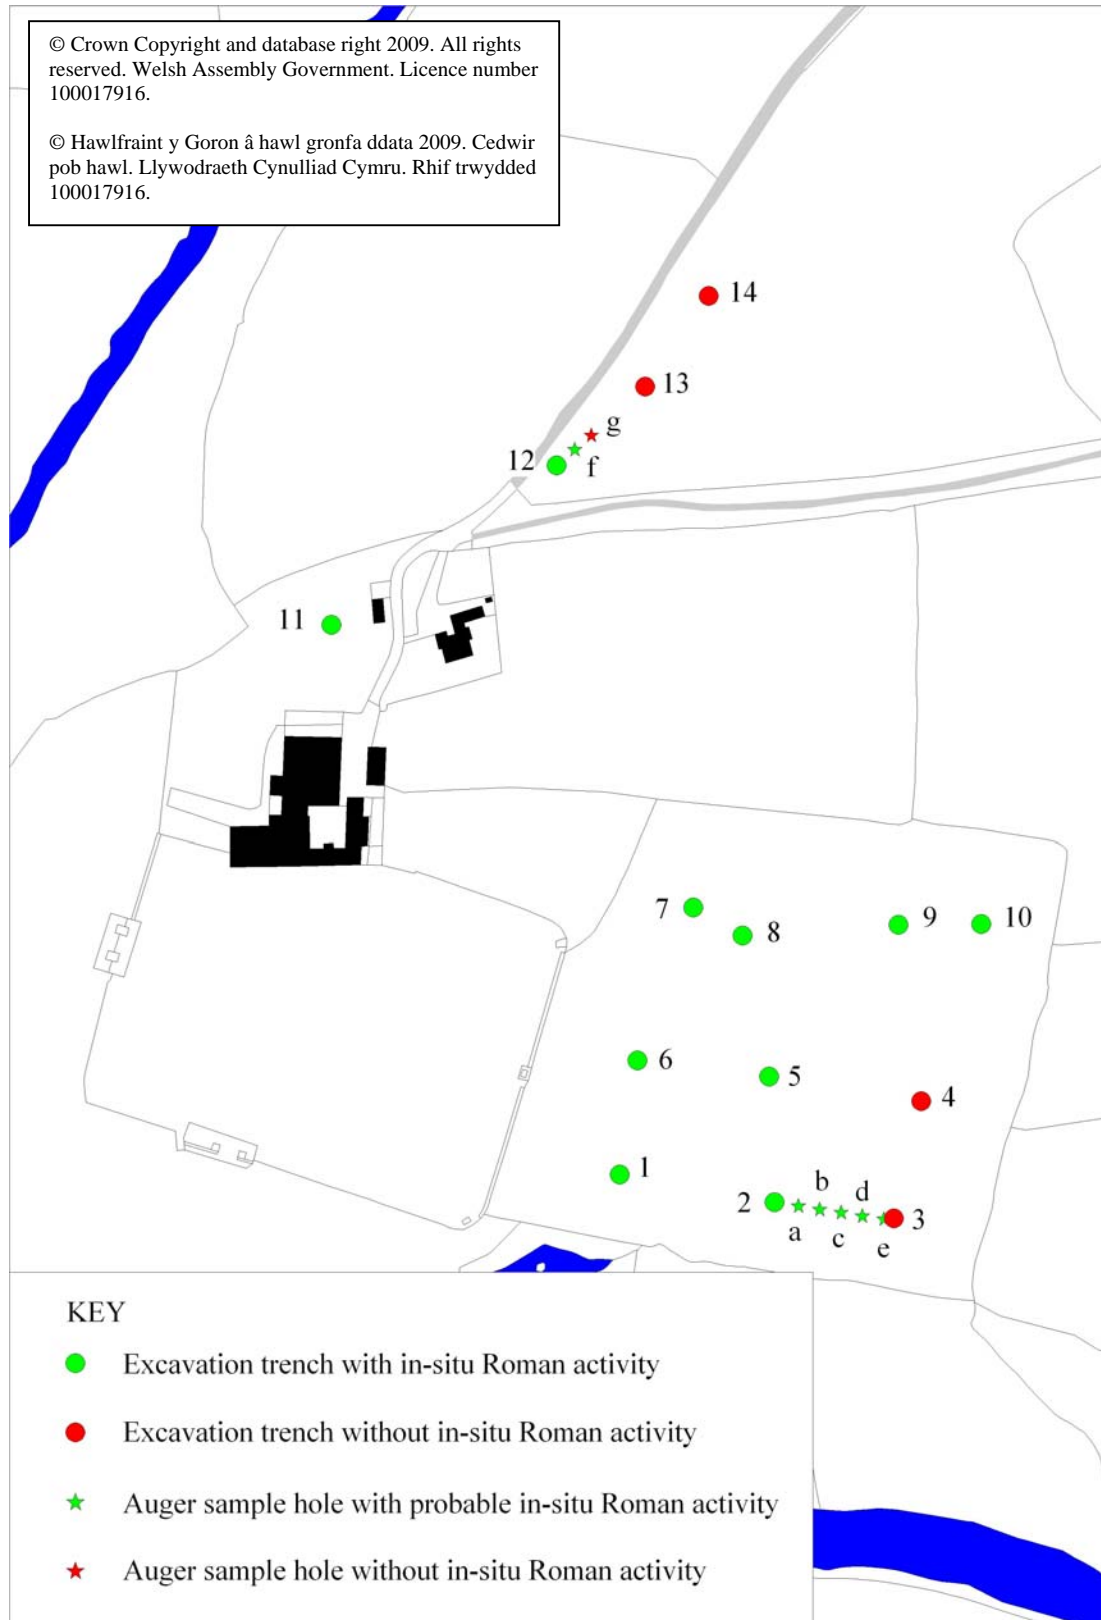 © Crown Copyright and database right 2009. All rights
reserved. Welsh Assembly Government. Licence number
100017916.
© Hawlfraint y Goron â hawl gronfa ddata 2009. Cedwir
pob hawl. Llywodraeth Cynulliad Cymru. Rhif trwydded
100017916.
14
13
g
12
f
11
7
8
9
10
6
5
4
1
b
d
2
3
a
c
e
KEY
Excavation trench with in-situ Roman activity
Excavation trench without in-situ Roman activity
Auger sample hole with probable in-situ Roman activity
Auger sample hole without in-situ Roman activity